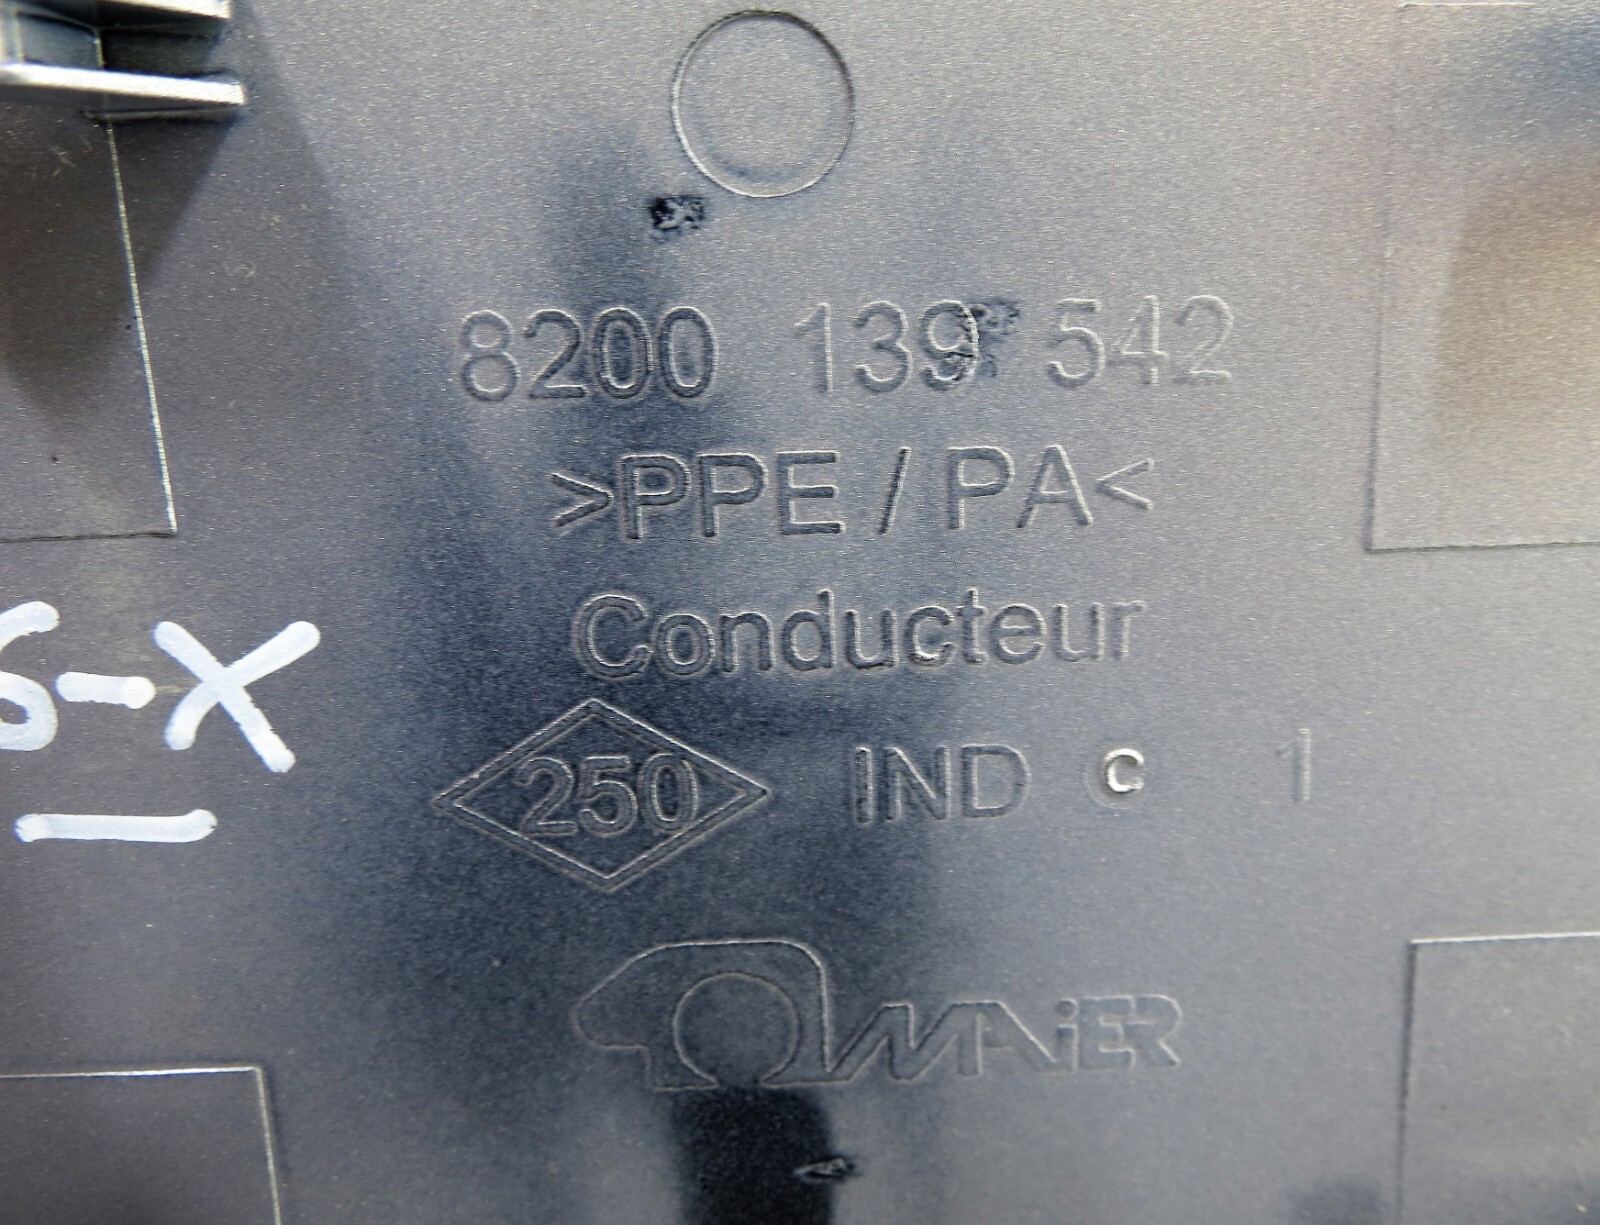 8200 139 542
>PPE / PA<
Conducteur
250 IND c 1
MAiER
-X